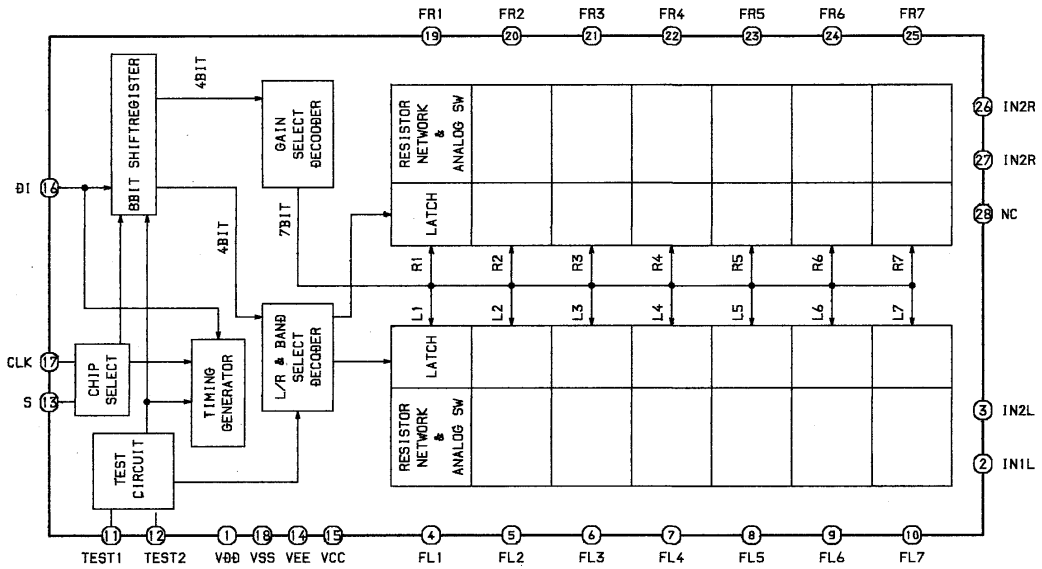 FR1 FR2 FR3 FR4 FR5 FR6 FR7
19 20 21 22 23 24 25
8BIT SHIFTREGISTER
4BIT
GAIN
SELECT
DECODER
RESISTOR
NETWORK
&
ANALOG SW
26 IN2R
27 IN2R
28 NC
DI 16
4BIT
7BIT
LATCH
R1 R2 R3 R4 R5 R6 R7
L1 L2 L3 L4 L5 L6 L7
CLK 17
S 13
CHIP
SELECT
TIMING
GENERATOR
L/R & BAND
SELECT
DECODER
LATCH
RESISTOR
NETWORK
&
ANALOG SW
3 IN2L
2 IN1L
TEST
CIRCUIT
11 12 1 18 14 15 4 5 6 7 8 9 10
TEST1 TEST2 VDD VSS VEE VCC FL1 FL2 FL3 FL4 FL5 FL6 FL7